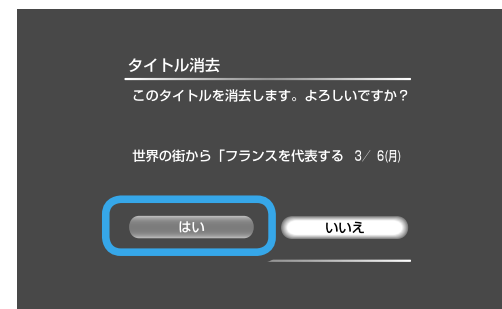 タイトル消去
このタイトルを消去します。よろしいですか？
世界の街から「フランスを代表する 3/ 6(月)
はい いいえ